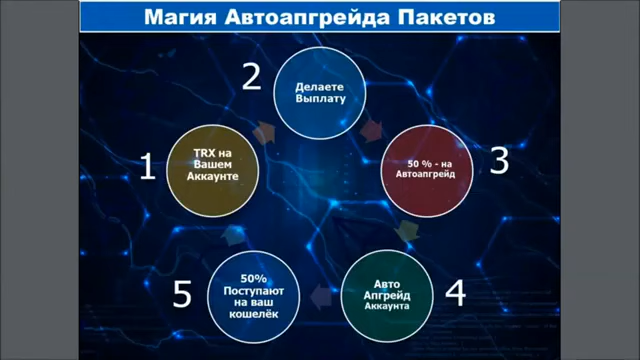 Магия Автоапгрейда Пакетов
2
Делаете
Выплату
1
TRX на
Вашем
Аккаунте
50 % - на
Автоапгрейд
3
50%
Поступают
на ваш
кошелёк
5
Авто
Апгрейд
Аккаунта
4